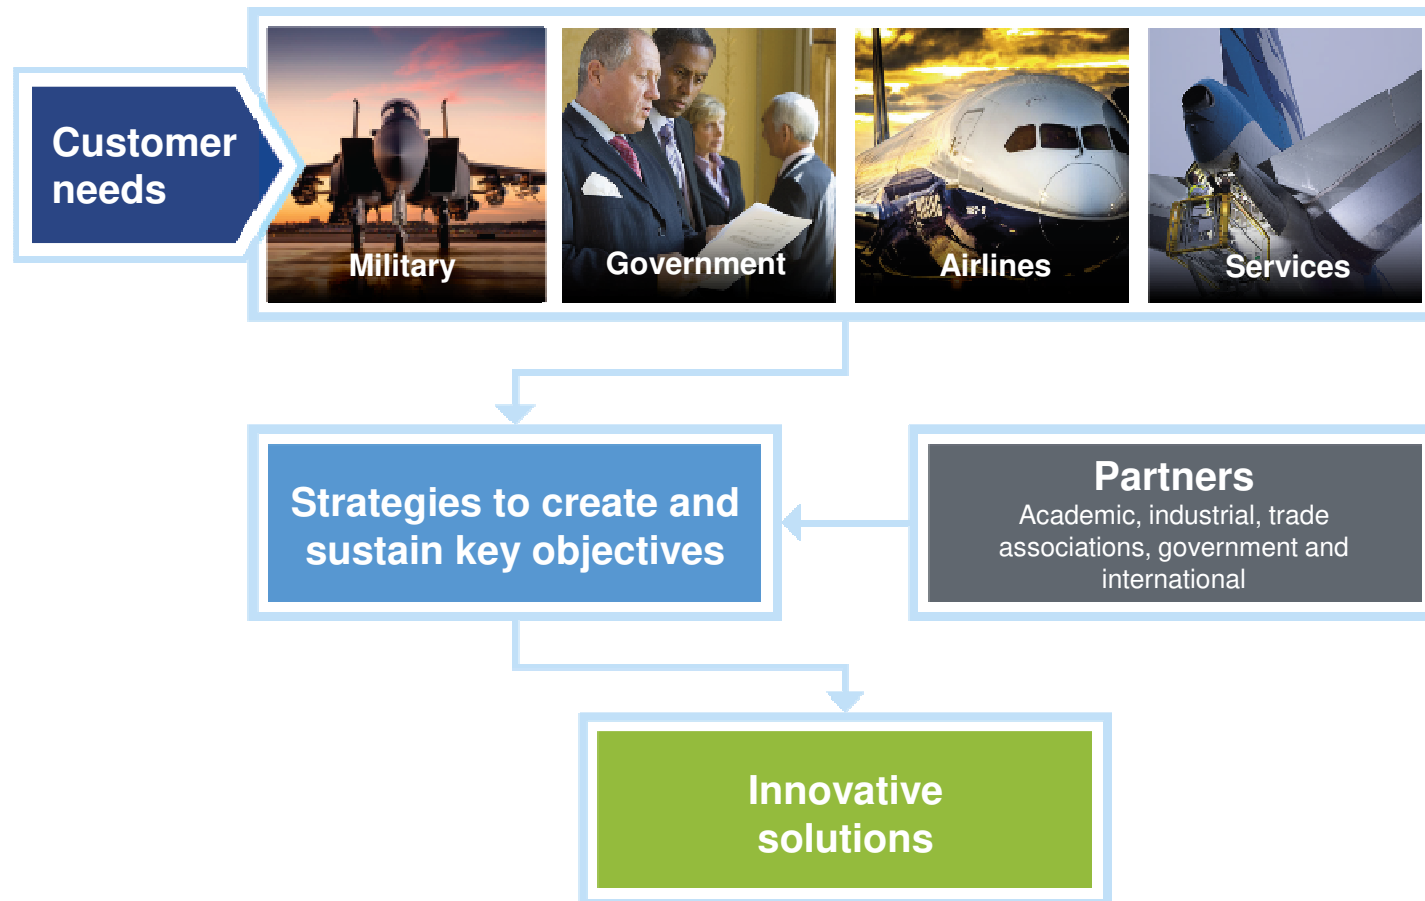 Customer
needs
Military
Government
Airlines
Services
Strategies to create and
sustain key objectives
Partners
Academic, industrial, trade
associations, government and
international
Innovative
solutions